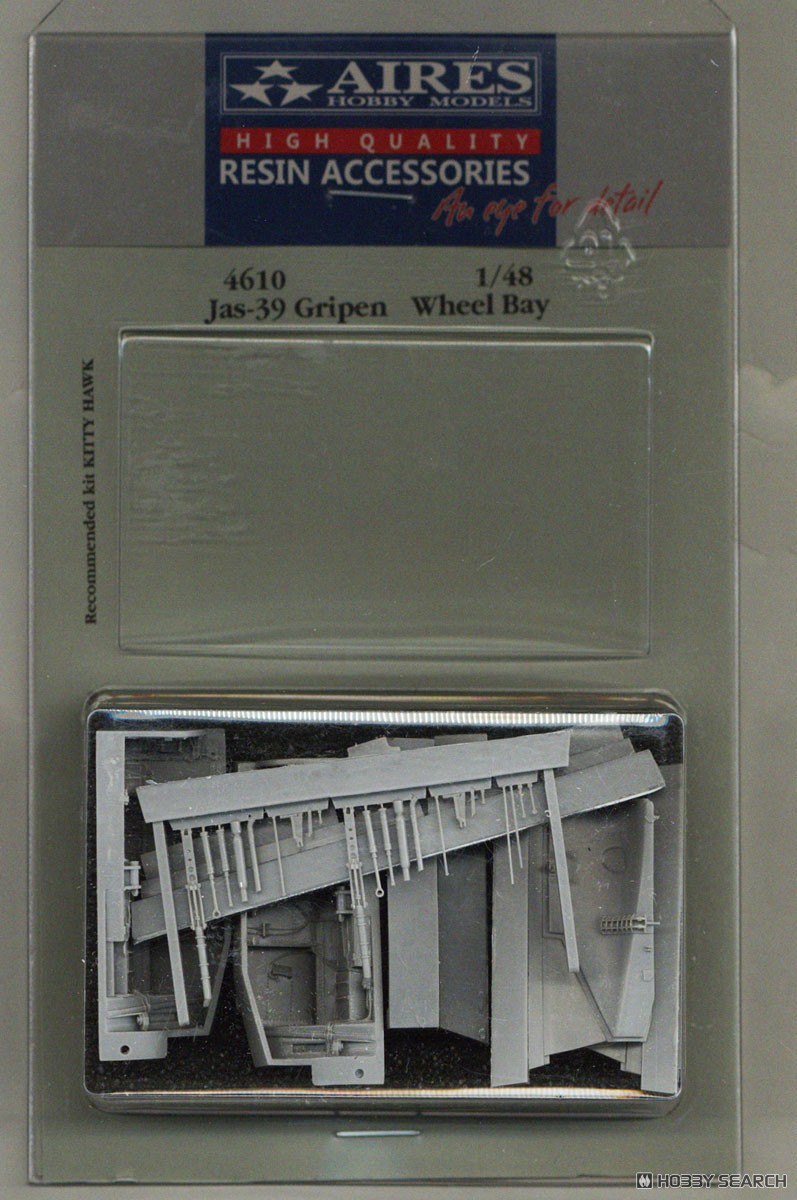 AIRES
HOBBY MODELS
HIGH QUALITY
RESIN ACCESSORIES
An eye for detail
4610 1/48
Jas-39 Gripen Wheel Bay
Recommended kit KITTY HAWK
HOBBY SEARCH